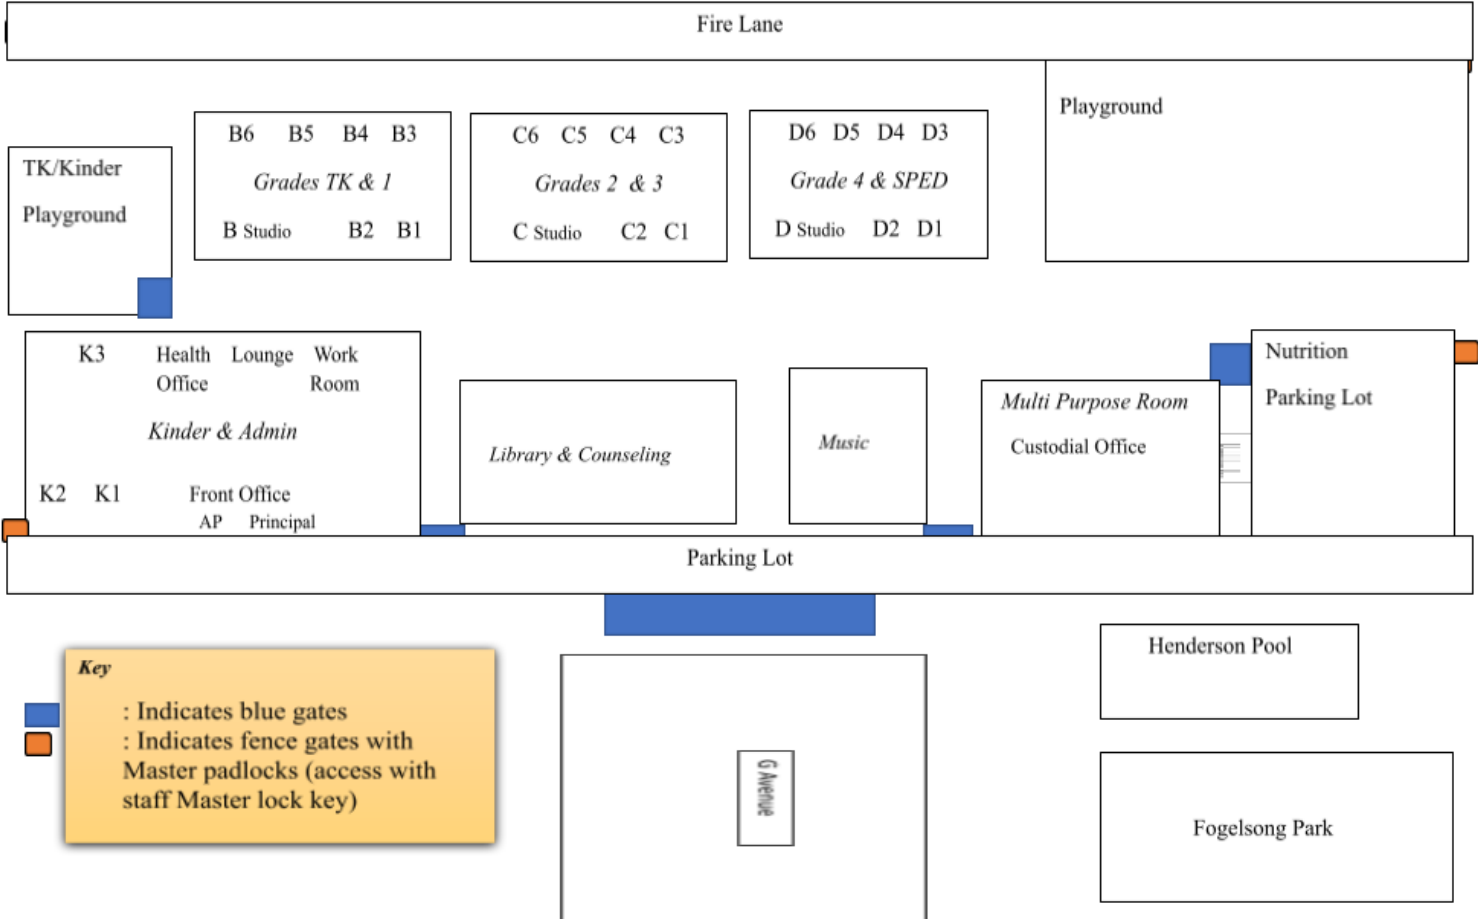 Fire Lane
Playground
B6 B5 B4 B3
Grades TK & 1
B Studio B2 B1
C6 C5 C4 C3
Grades 2 & 3
C Studio C2 C1
D6 D5 D4 D3
Grade 4 & SPED
D Studio D2 D1
TK/Kinder
Playground
K3 Health Lounge Work
Office Room
Kinder & Admin
K2 K1 Front Office
AP Principal
Library & Counseling
Music
Multi Purpose Room
Custodial Office
Nutrition
Parking Lot
Parking Lot
Key
: Indicates blue gates
: Indicates fence gates with
Master padlocks (access with
staff Master lock key)
G Avenue
Henderson Pool
Fogelsong Park